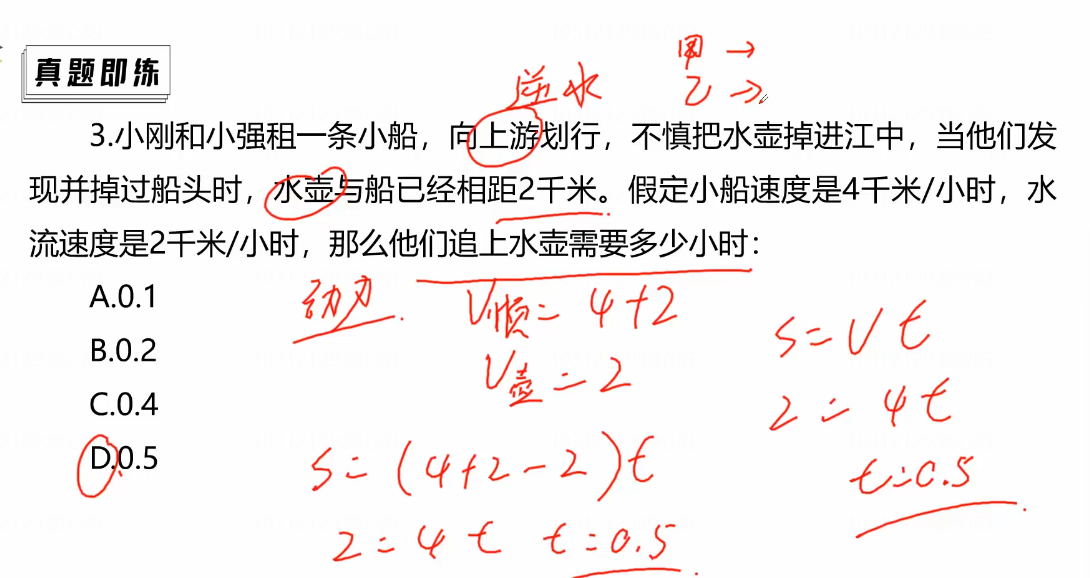 真题即练
甲 →
逆水
乙 →
3.小刚和小强租一条小船，向上游划行，不慎把水壶掉进江中，当他们发
现并掉过船头时，水壶与船已经相距2千米。假定小船速度是4千米/小时，水
流速度是2千米/小时，那么他们追上水壶需要多少小时：
A.0.1
B.0.2
C.0.4
D.0.5
动力.
V顺=4+2
V壶=2
S=(4+2-2)t
2=4t t=0.5
S=Vt
2=4t
t=0.5